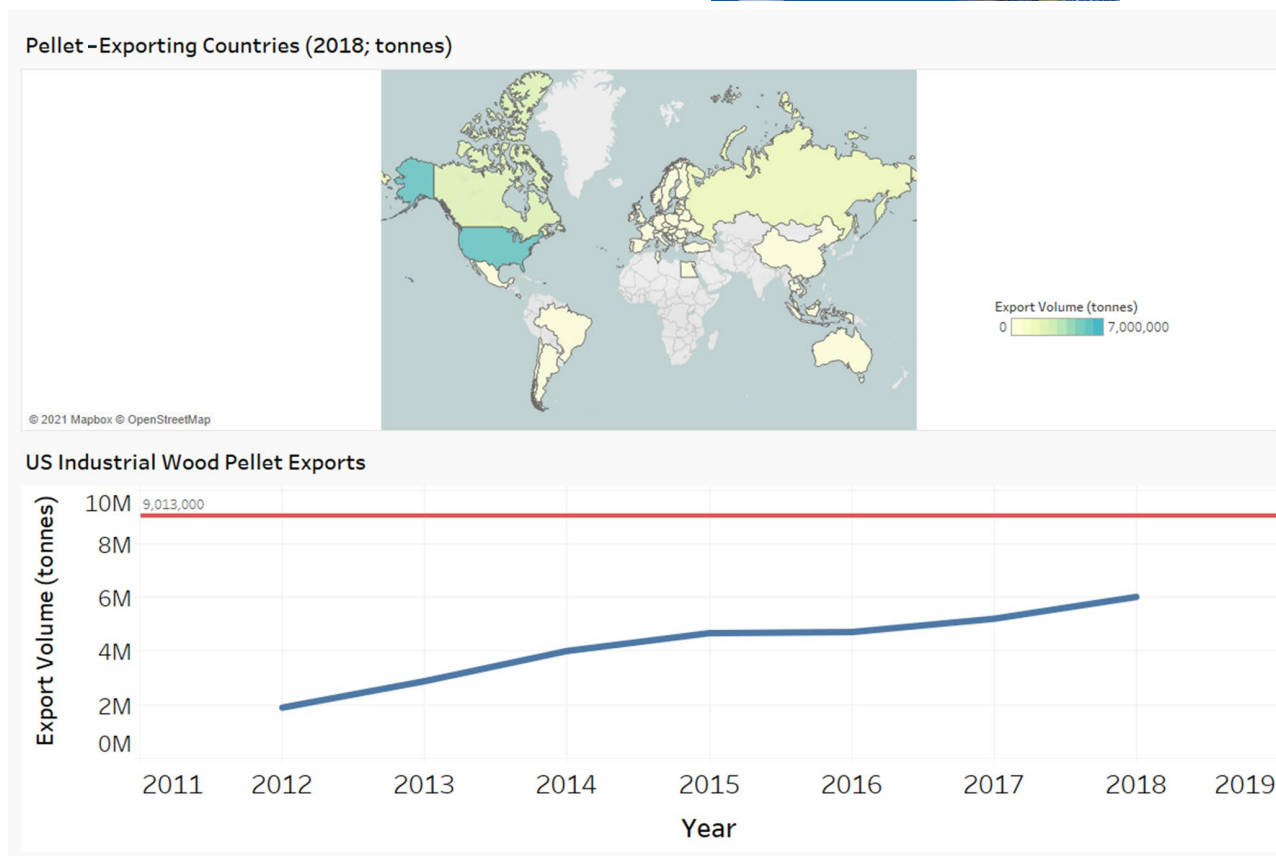 Pellet-Exporting Countries (2018; tonnes)
Export Volume (tonnes)
0 7,000,000
© 2021 Mapbox © OpenStreetMap
US Industrial Wood Pellet Exports
Export Volume (tonnes)
10M
9,013,000
8M
6M
4M
2M
0M
2011 2012 2013 2014 2015 2016 2017 2018 2019
Year